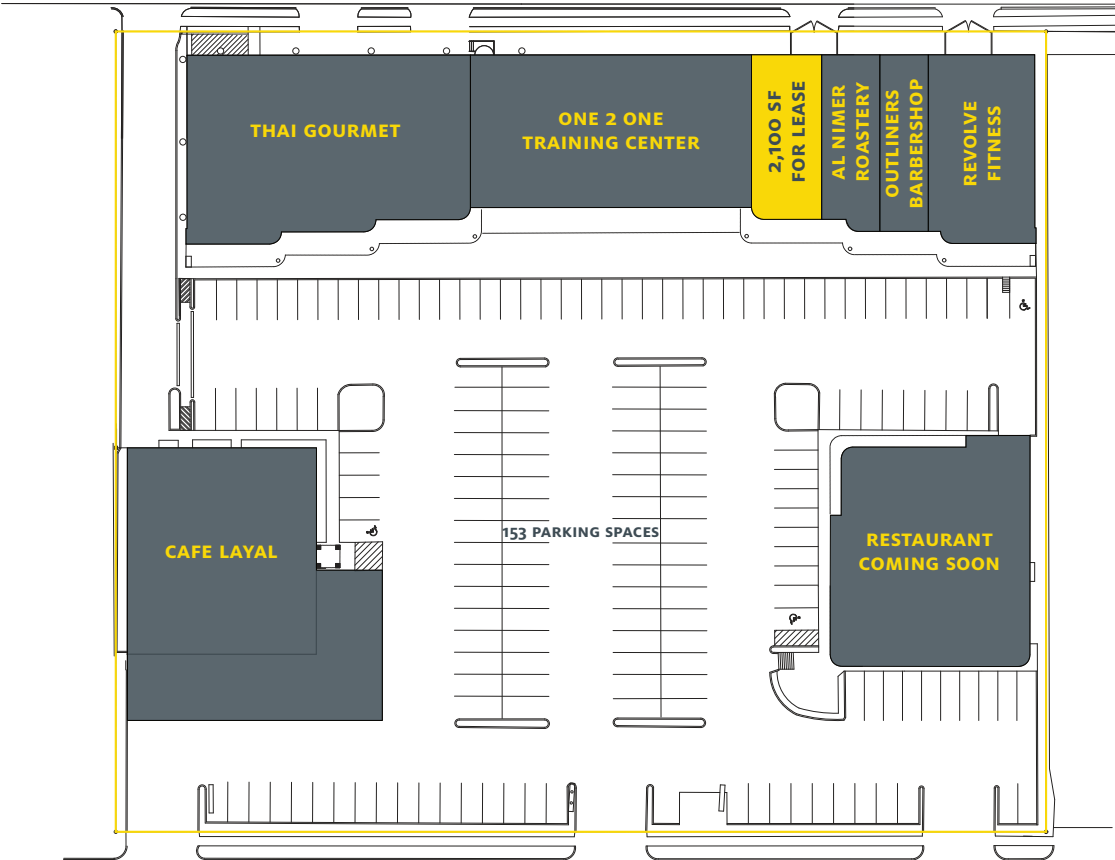 THAI GOURMET
ONE 2 ONE
TRAINING CENTER
2,100 SF
FOR LEASE
AL NIMER
ROASTERY
OUTLINERS
BARBERSHOP
REVOLVE
FITNESS
153 PARKING SPACES
CAFE LAYAL
RESTAURANT
COMING SOON